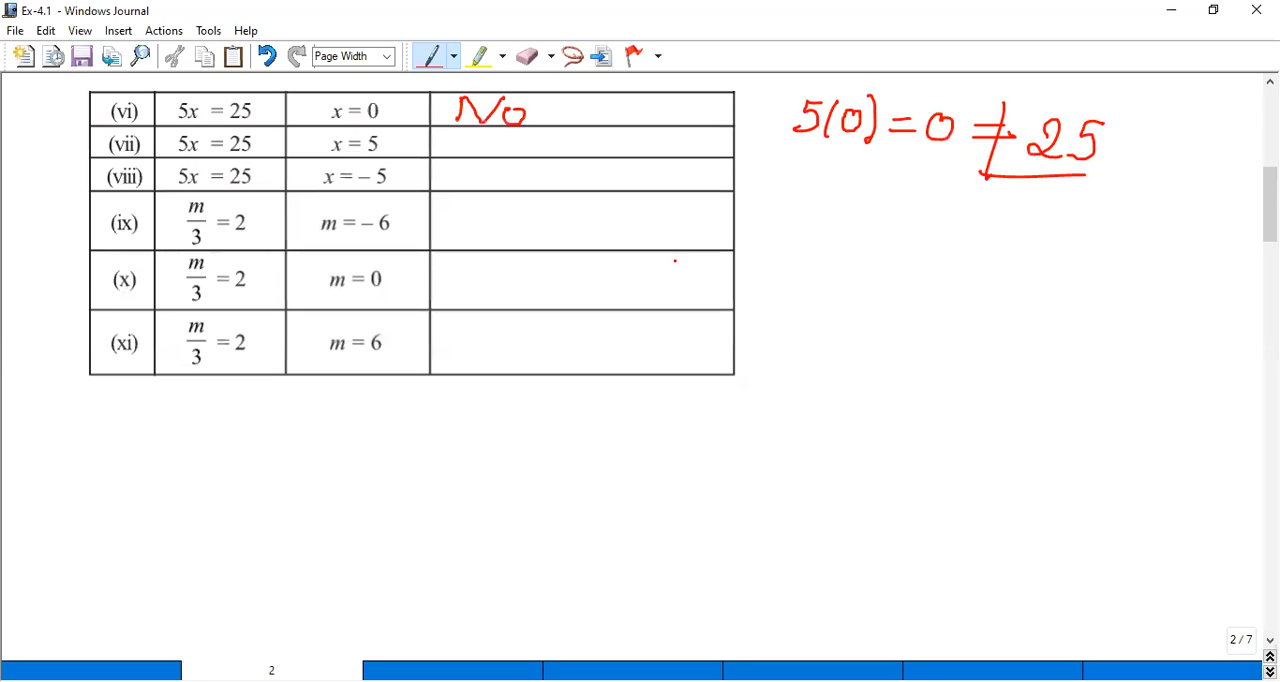 Ex-4.1 - Windows Journal
File Edit View Insert Actions Tools Help
Page Width
(vi) 5x = 25 x = 0 No
5(0) = 0 ≠ 25
(vii) 5x = 25 x = 5
(viii) 5x = 25 x = – 5
(ix) m/3 = 2 m = – 6
(x) m/3 = 2 m = 0
(xi) m/3 = 2 m = 6
2 / 7
2